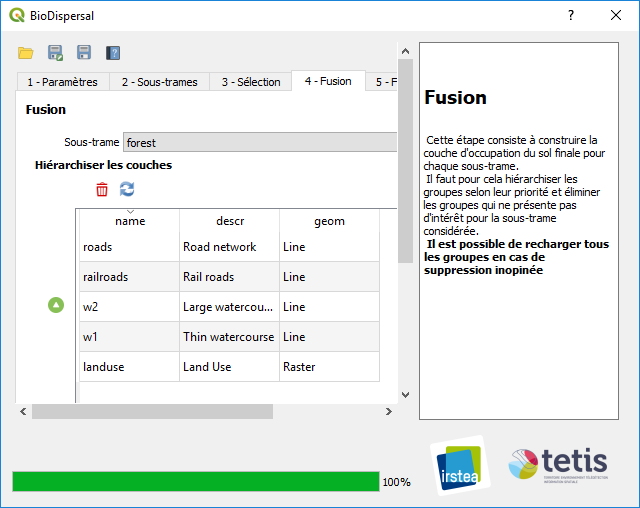 BioDispersal
?
1 - Paramètres
2 - Sous-trames
3 - Sélection
4 - Fusion
5 - F
Fusion
Sous-trame forest
Hiérarchiser les couches
name descr geom
roads Road network Line
railroads Rail roads Line
w2 Large watercou... Line
w1 Thin watercourse Line
landuse Land Use Raster
100%
Fusion
Cette étape consiste à construire la
couche d'occupation du sol finale pour
chaque sous-trame.
Il faut pour cela hiérarchiser les
groupes selon leur priorité et éliminer
les groupes qui ne présente pas
d'intérêt pour la sous-trame
considérée.
Il est possible de recharger tous
les groupes en cas de
suppression inopinée
irstea
tetis
TERRITOIRE ENVIRONNEMENT TELEDETECTION
INFORMATION SPATIALE